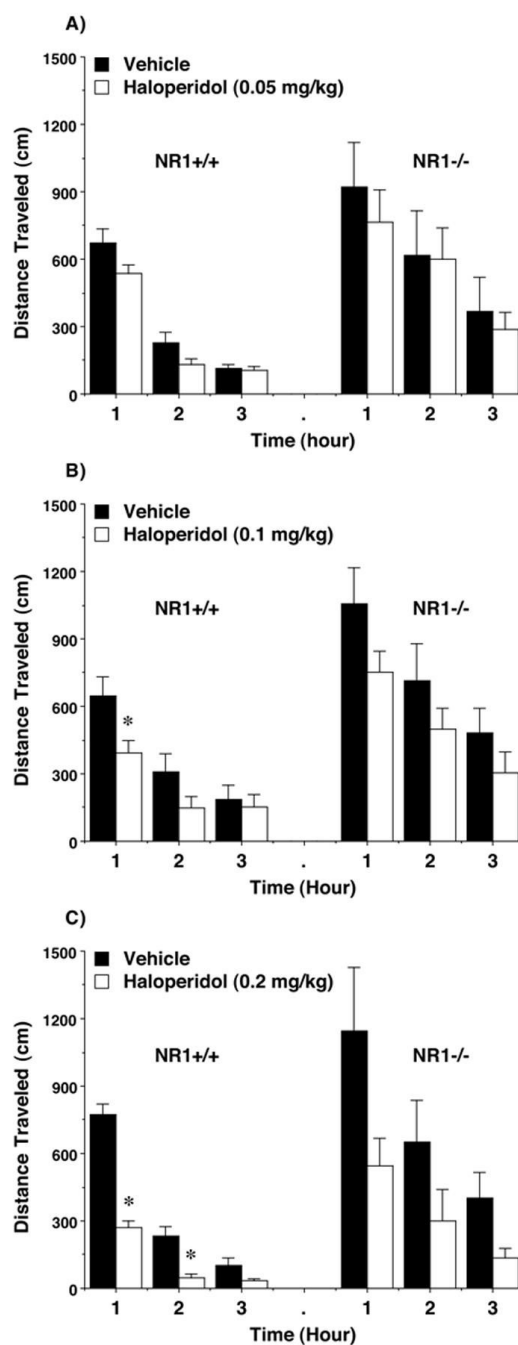 A)
1500
Vehicle
Haloperidol (0.05 mg/kg)
1200
NR1+/+ NR1-/-
900
600
300
0
Distance Traveled (cm)
1 2 3 . 1 2 3
Time (hour)
B)
1500
Vehicle
Haloperidol (0.1 mg/kg)
1200
NR1+/+ NR1-/-
900
600
*
300
0
Distance Traveled (cm)
1 2 3 . 1 2 3
Time (Hour)
C)
1500
Vehicle
Haloperidol (0.2 mg/kg)
1200
NR1+/+ NR1-/-
900
600
*
300
*
0
Distance Traveled (cm)
1 2 3 . 1 2 3
Time (Hour)